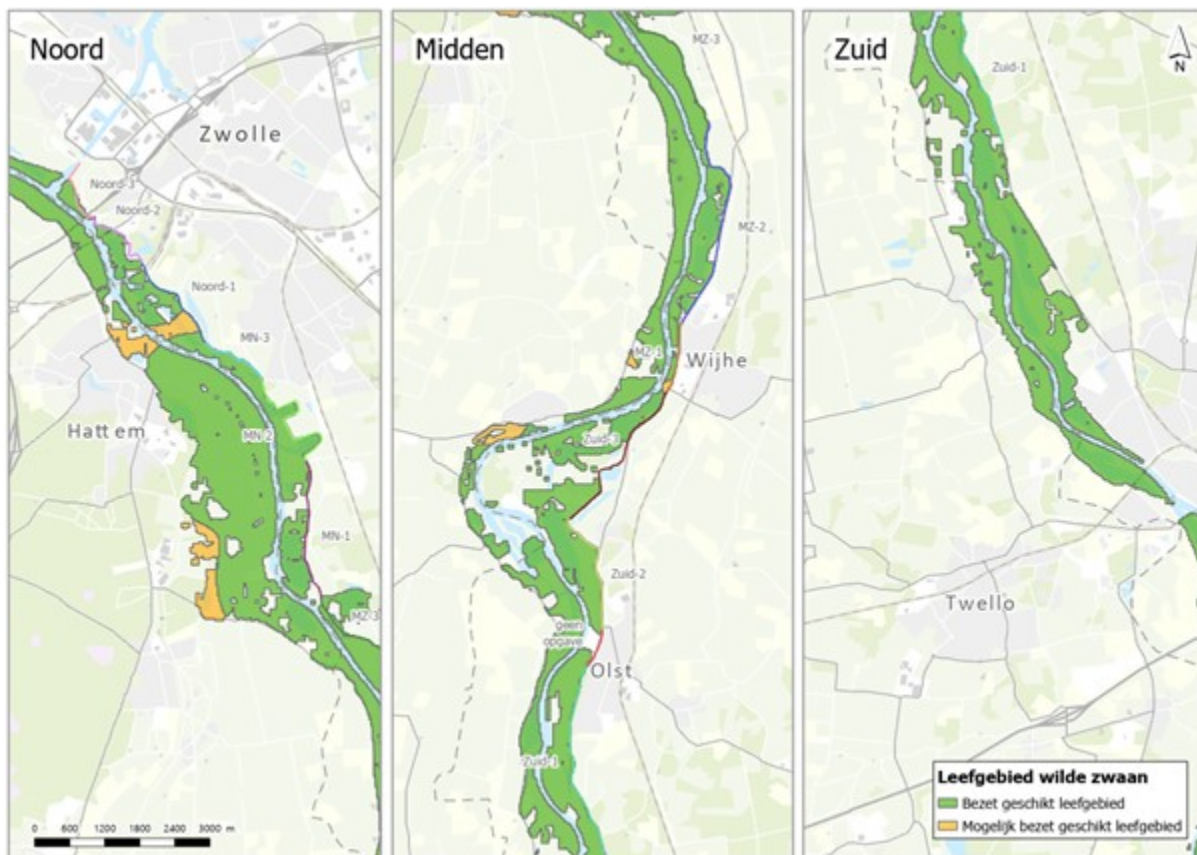 Noord
Zwolle
Noord-3
Noord-2
Noord-1
MN-3
Hattem
MN-2
MN-1
MZ-3
0 600 1200 1800 2400 3000 m
Midden
MZ-3
MZ-2
MZ-1
Wijhe
Zuid-3
Zuid-2
geen
opgave
Olst
Zuid-1
Zuid
Zuid-1
N
Twello
Leefgebied wilde zwaan
Bezet geschikt leefgebied
Mogelijk bezet geschikt leefgebied